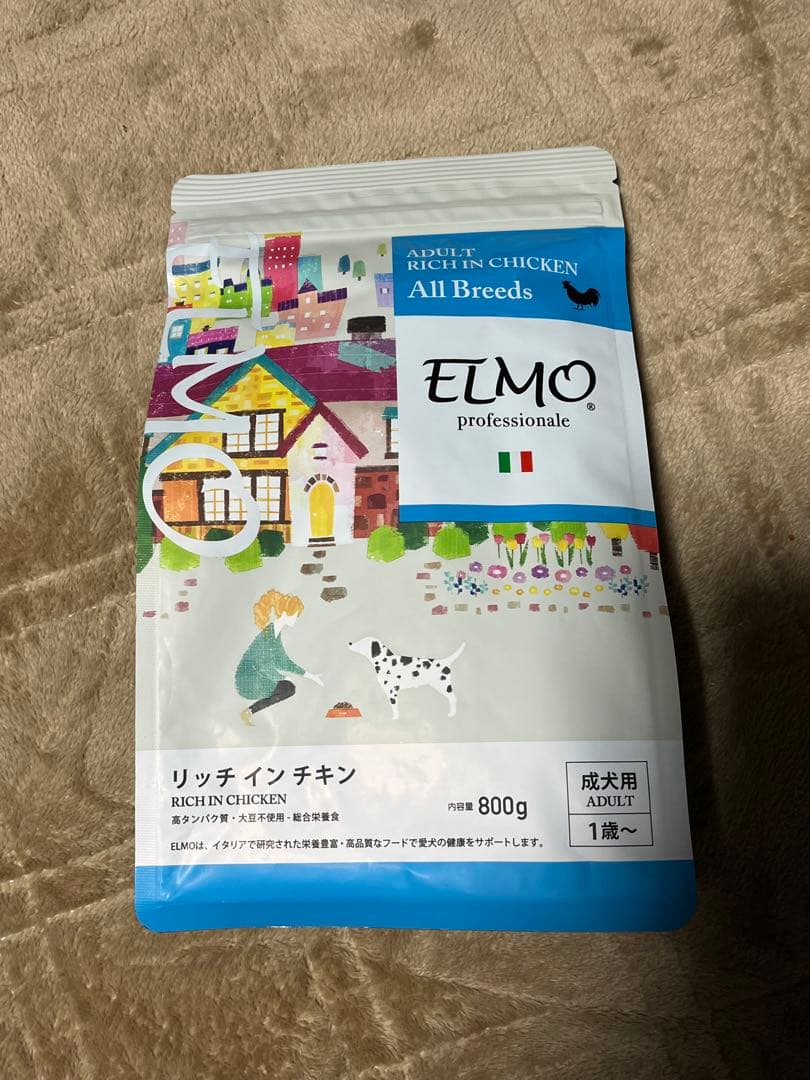 ADULT
RICH IN CHICKEN
All Breeds
ELMO
ELMO®
professionale
リッチ イン チキン
RICH IN CHICKEN
高タンパク質・大豆不使用 - 総合栄養食
内容量 800g
成犬用
ADULT
1歳～
ELMOは、イタリアで研究された栄養豊富・高品質なフードで愛犬の健康をサポートします。